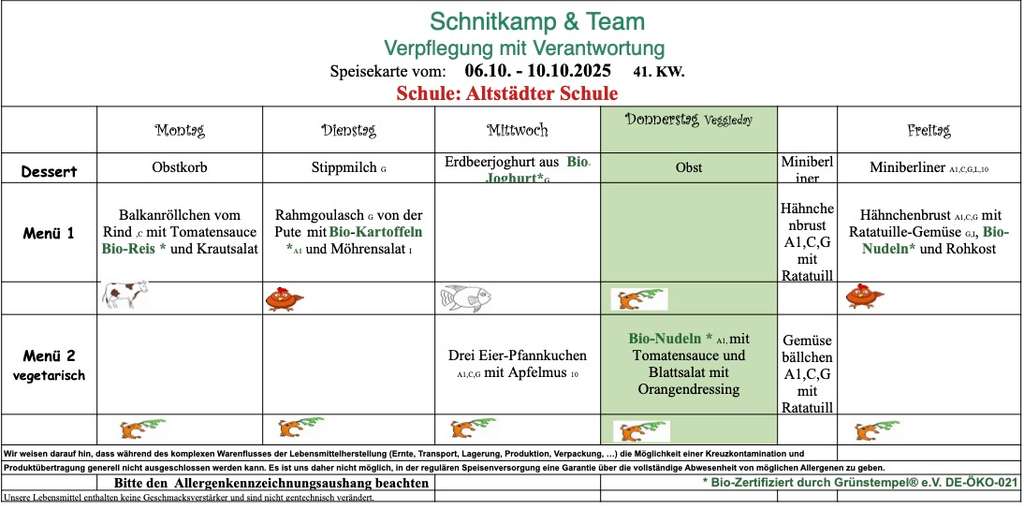 Schnitkamp & Team
Verpflegung mit Verantwortung
Speisekarte vom: 06.10. - 10.10.2025 41. KW.
Schule: Altstädter Schule
Montag Dienstag Mittwoch Donnerstag Veggieday Freitag
Dessert
Obstkorb
Stippmilch G
Erdbeerjoghurt aus Bio-
Joghurt*G
Obst
Miniberl
iner
Miniberliner A1,C,G,L,10
Menü 1
Balkanröllchen vom
Rind ,C mit Tomatensauce
Bio-Reis * und Krautsalat
Rahmgoulasch G von der
Pute mit Bio-Kartoffeln
*A1 und Möhrensalat I
Hähnche
nbrust
A1,C,G
mit
Ratatuill
Hähnchenbrust A1,C,G mit
Ratatuille-Gemüse G,I, Bio-
Nudeln* und Rohkost
Menü 2
vegetarisch
Drei Eier-Pfannkuchen
A1,C,G mit Apfelmus 10
Bio-Nudeln * A1, mit
Tomatensauce und
Blattsalat mit
Orangendressing
Gemüse
bällchen
A1,C,G
mit
Ratatuill
Wir weisen darauf hin, dass während des komplexen Warenflusses der Lebensmittelherstellung (Ernte, Transport, Lagerung, Produktion, Verpackung, …) die Möglichkeit einer Kreuzkontamination und
Produktübertragung generell nicht ausgeschlossen werden kann. Es ist uns daher nicht möglich, in der regulären Speisenversorgung eine Garantie über die vollständige Abwesenheit von möglichen Allergenen zu geben.
Bitte den Allergenkennzeichnungsaushang beachten
* Bio-Zertifiziert durch Grünstempel® e.V. DE-ÖKO-021
Unsere Lebensmittel enthalten keine Geschmacksverstärker und sind nicht gentechnisch verändert.